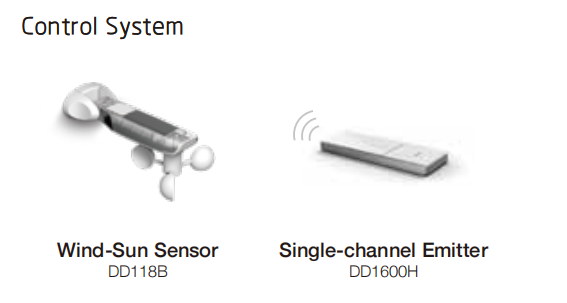 Control System
Wind-Sun Sensor
DD118B
Single-channel Emitter
DD1600H